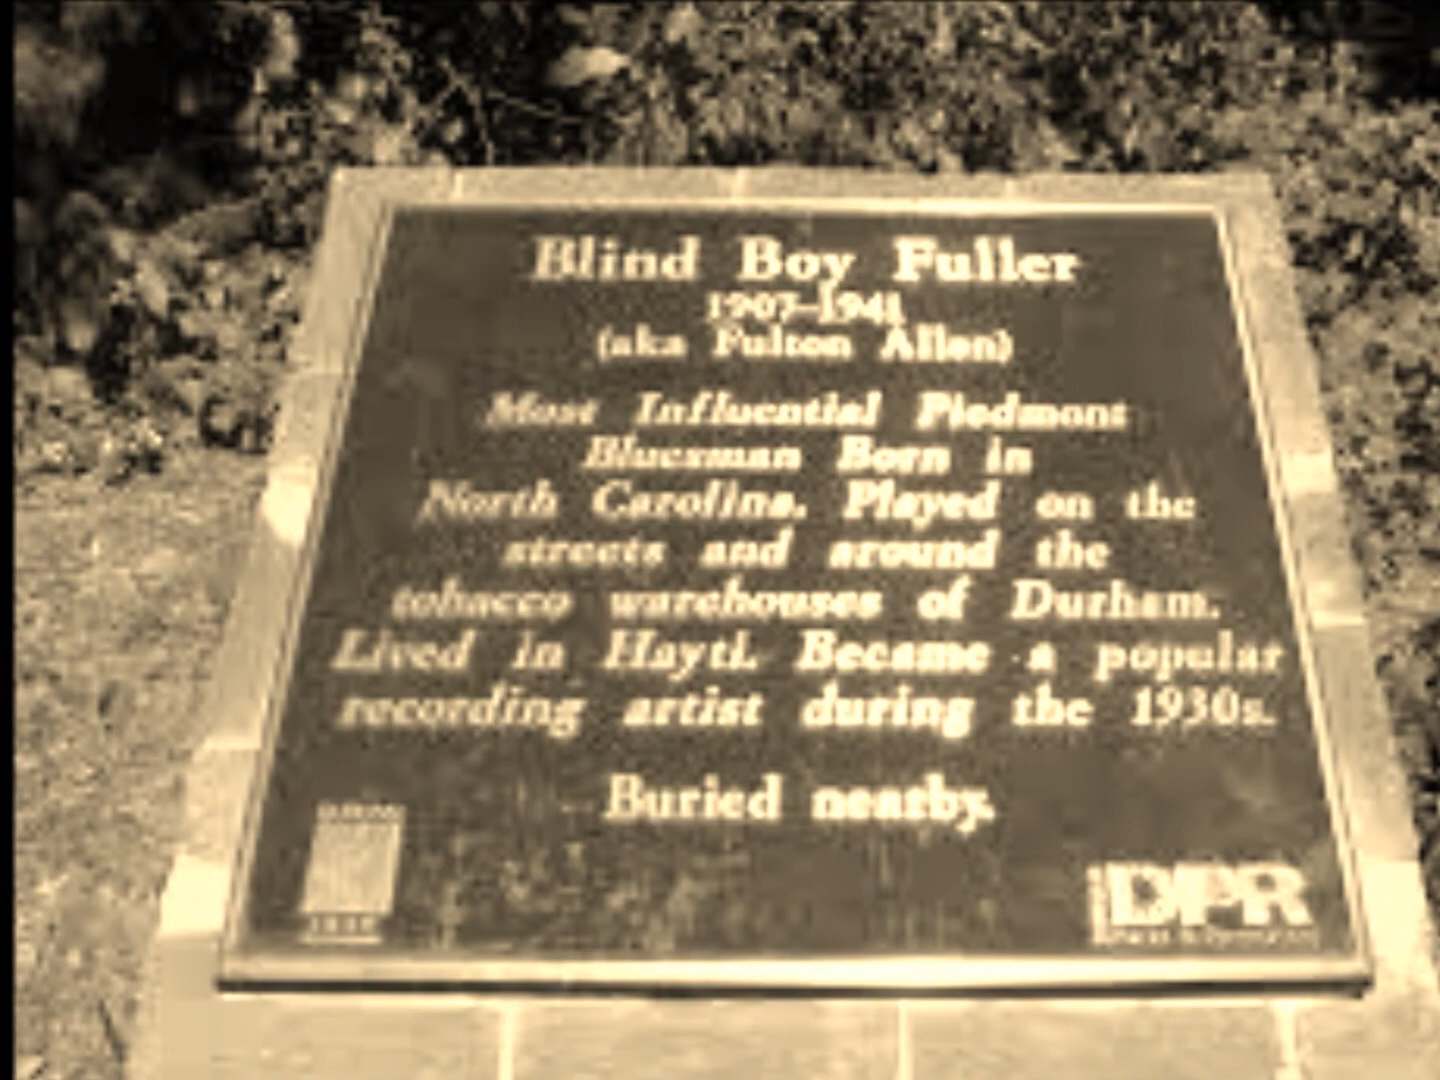 Blind Boy Fuller
1907–1941
(aka Fulton Allen)
Most Influential Piedmont
Bluesman Born in
North Carolina. Played on the
streets and around the
tobacco warehouses of Durham.
Lived in Hayti. Became a popular
recording artist during the 1930s.
Buried nearby.
DPR